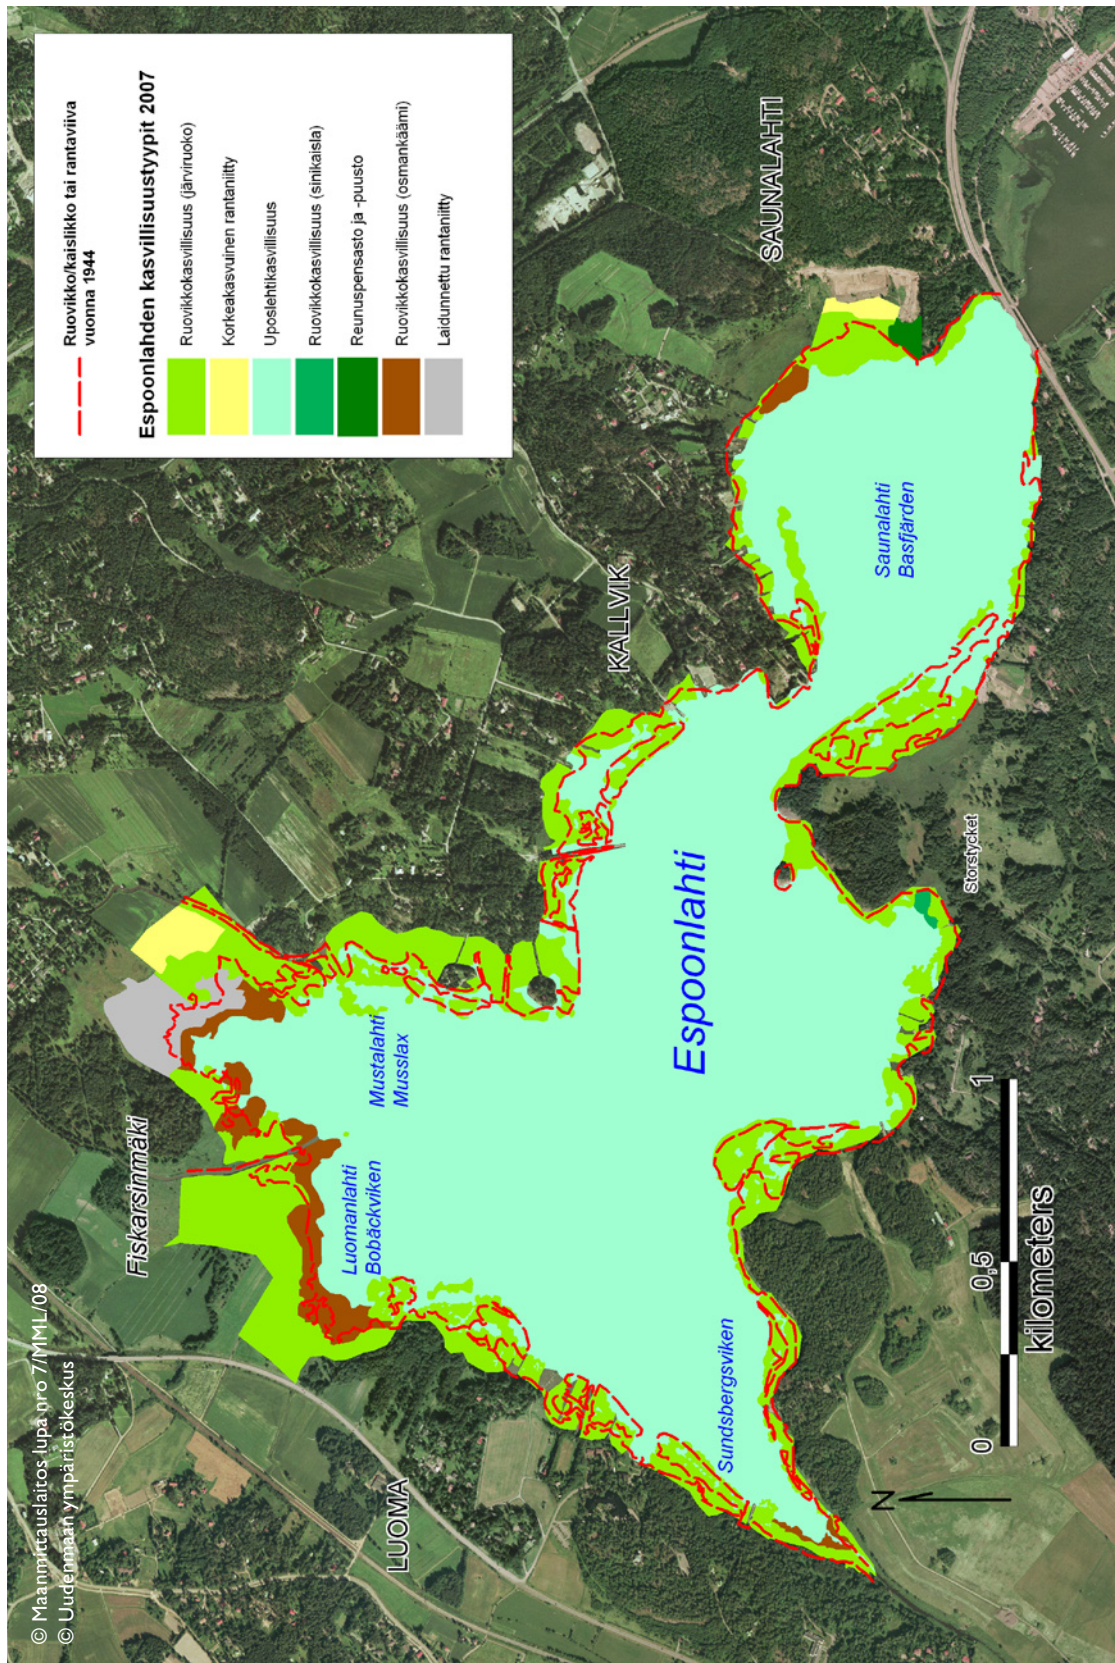 © Maanmittauslaitos lupa nro 7/MML/08
© Uudenmaan ympäristökeskus
Ruovikko/kaislikko tai rantaviiva
vuonna 1944
Espoonlahden kasvillisuustyypit 2007
Ruovikkokasvillisuus (järviruoko)
Korkeakasvuinen rantaniitty
Uposlehtikasvillisuus
Ruovikkokasvillisuus (sinikaisla)
Reunuspensasto ja -puusto
Ruovikkokasvillisuus (osmankäämi)
Laidunnettu rantaniitty
Fiskarsinmäki
SAUNALAHTI
KALLVIK
LUOMA
Luomanlahti
Bobäckviken
Mustalahti
Musslax
Espoonlahti
Saunalahti
Basfjärden
Sundsbergsviken
Storstycket
N
0 0,5 1
kilometers